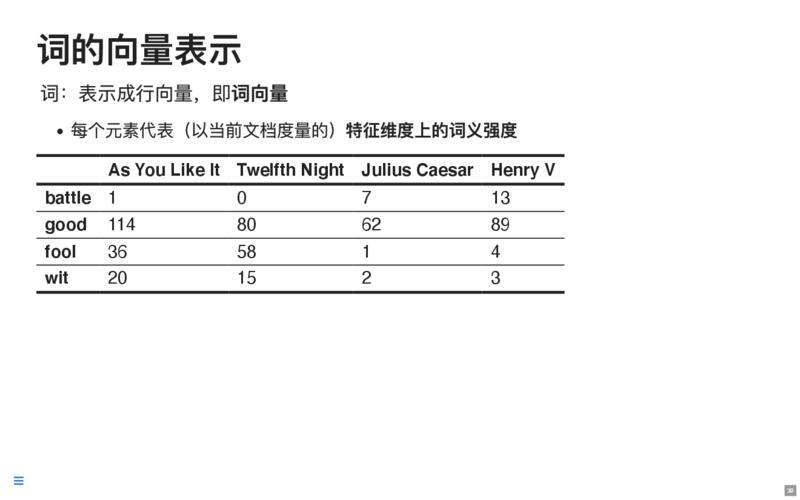 词的向量表示
词：表示成行向量，即词向量
• 每个元素代表（以当前文档度量的）特征维度上的词义强度
As You Like It Twelfth Night Julius Caesar Henry V
battle 1 0 7 13
good 114 80 62 89
fool 36 58 1 4
wit 20 15 2 3